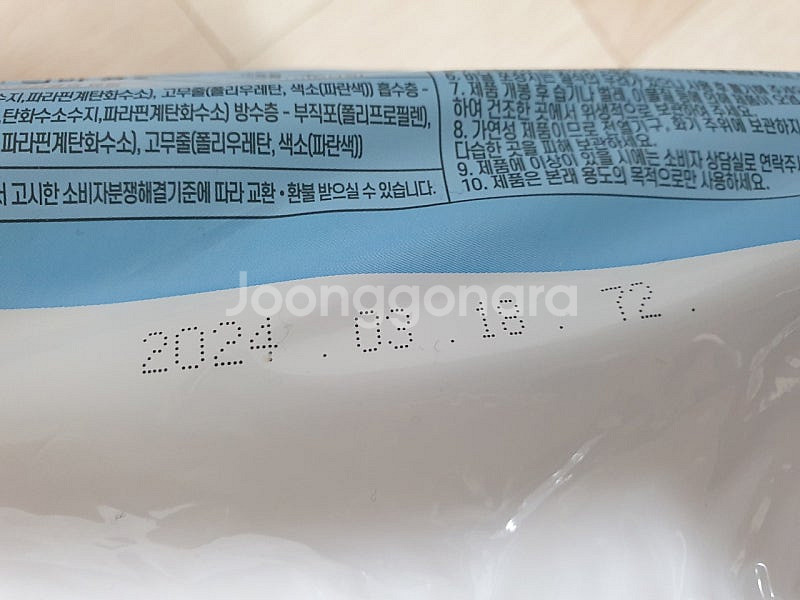 수지,파라핀계탄화수소), 고무줄(폴리우레탄, 색소(파란색)) 흡수층 -
탄화수소수지,파라핀계탄화수소) 방수층 - 부직포(폴리프로필렌),
파라핀계탄화수소), 고무줄(폴리우레탄, 색소(파란색))
고시한 소비자분쟁해결기준에 따라 교환 • 환불 받으실 수 있습니다.
7. 제품 개봉 후 습기나 벌레,
하여 건조한 곳에서 위생적으로 보관해 주세요.
8. 가연성 제품이므로 전열기구, 화기 주위에 보관하지
다습한 곳을 피해 보관하세요.
9. 제품에 이상이 있을 시에는 소비자 상담실로 연락주세
10. 제품은 본래 용도의 목적으로만 사용하세요.
Joonggonara
2024 . 03 . 18 . 72 .